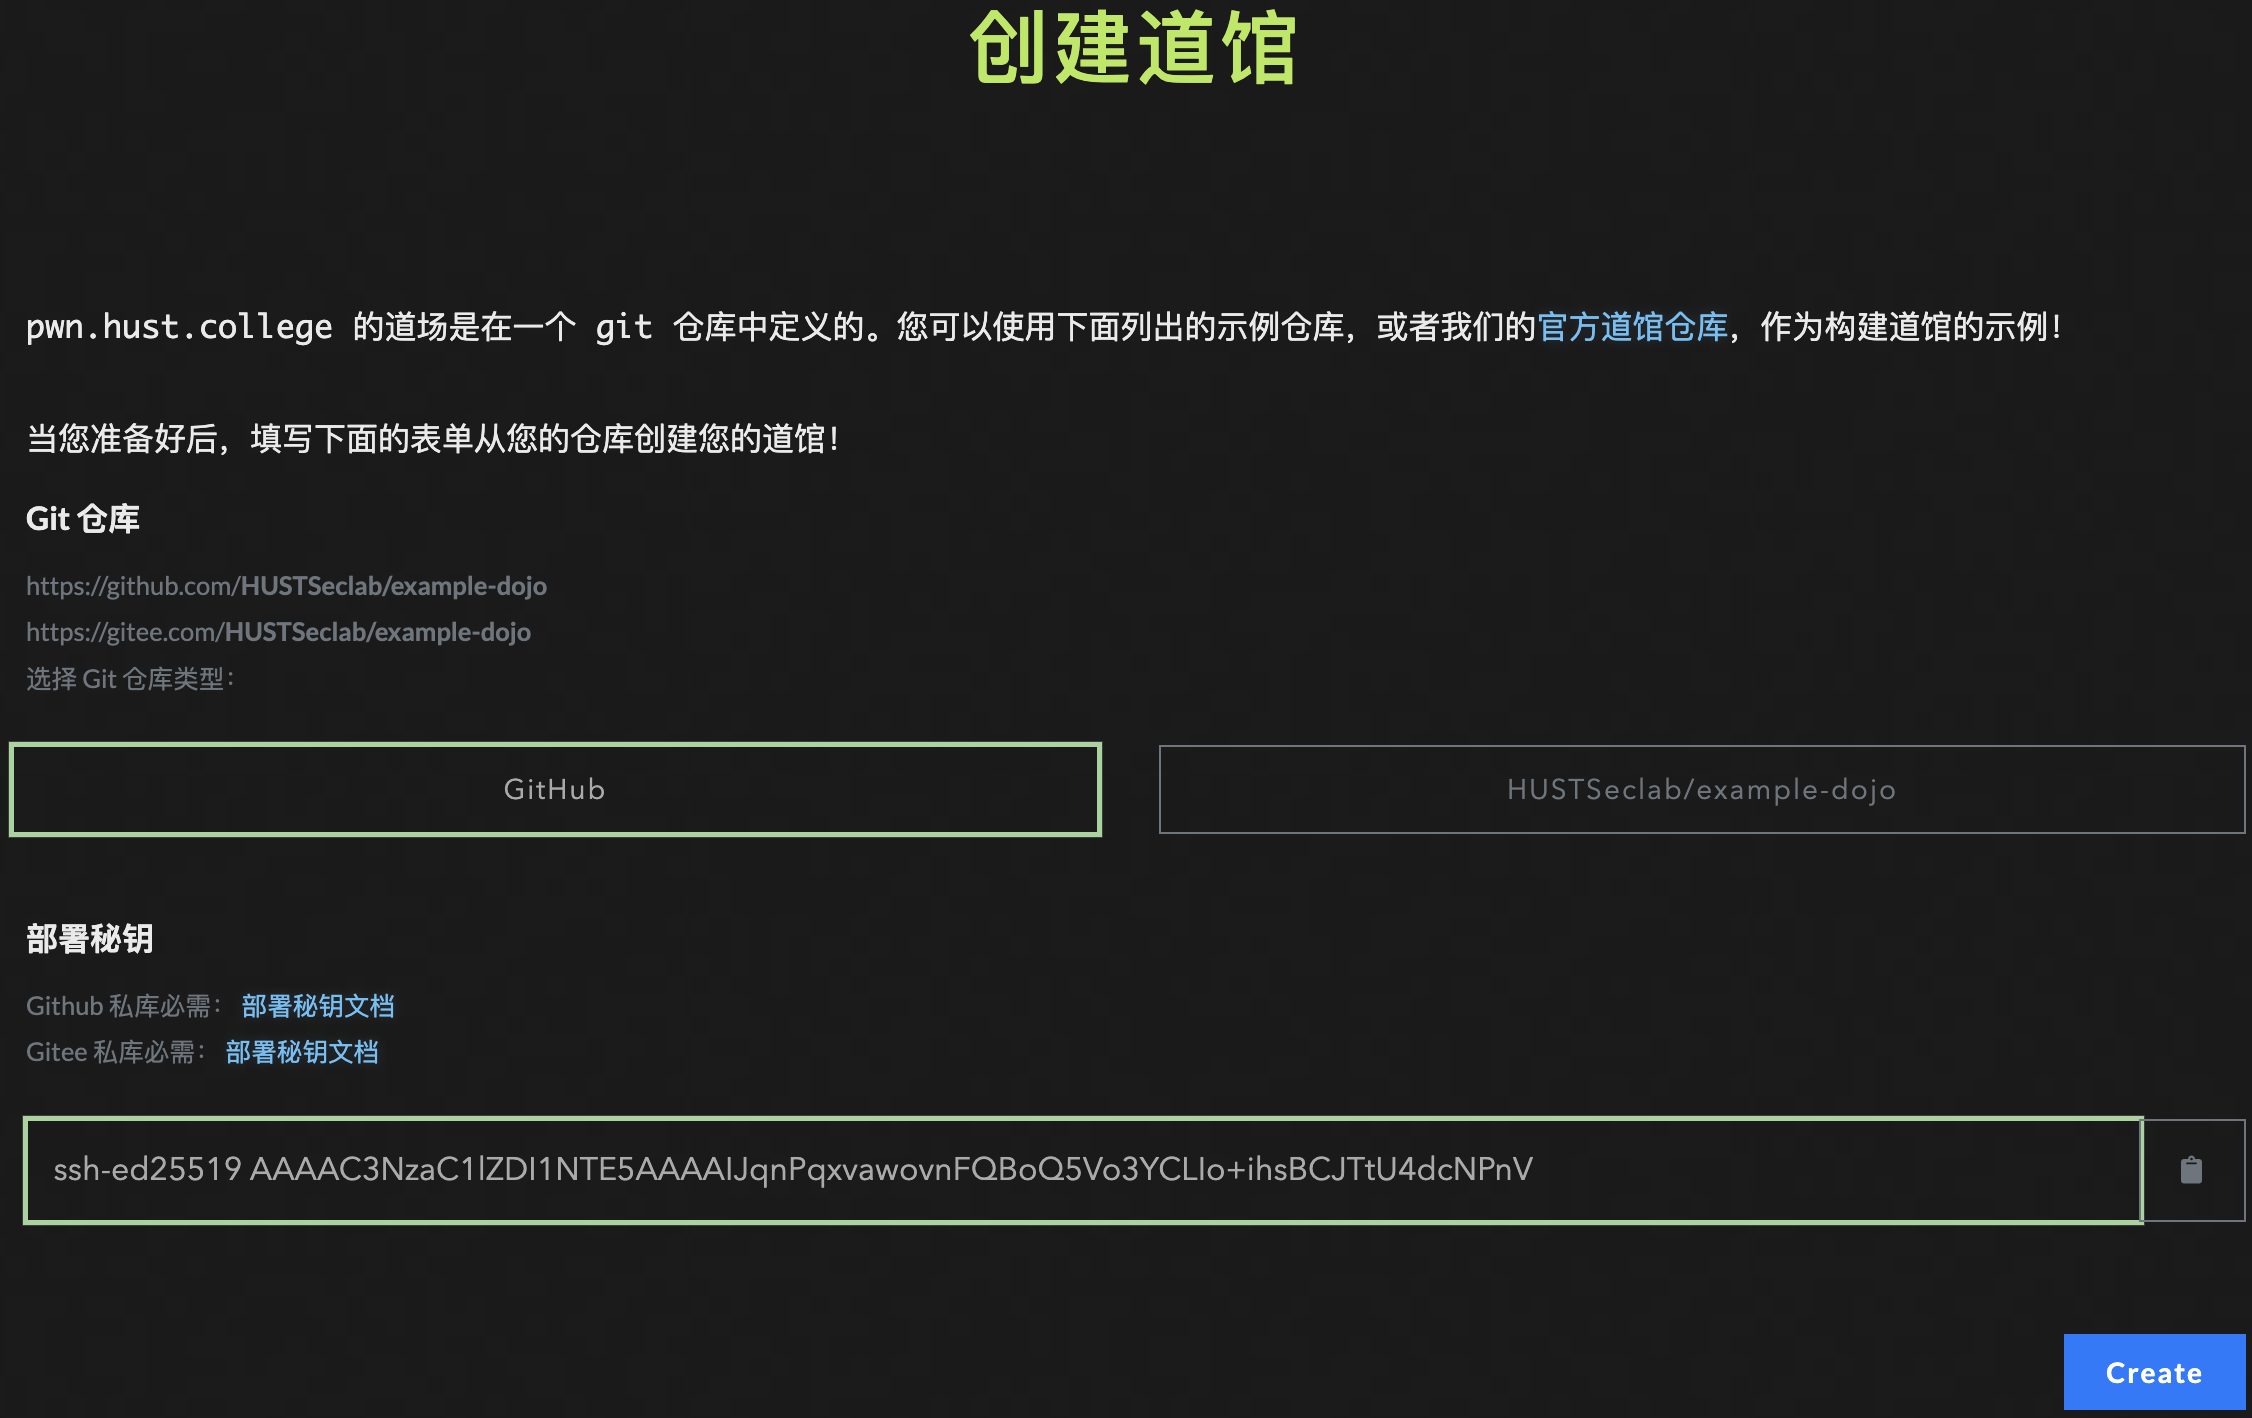 创建道馆
pwn.hust.college 的道场是在一个 git 仓库中定义的。您可以使用下面列出的示例仓库，或者我们的官方道馆仓库，作为构建道馆的示例！
当您准备好后，填写下面的表单从您的仓库创建您的道馆！
Git 仓库
https://github.com/HUSTSeclab/example-dojo
https://gitee.com/HUSTSeclab/example-dojo
选择 Git 仓库类型：
GitHub
HUSTSeclab/example-dojo
部署秘钥
Github 私库必需： 部署秘钥文档
Gitee 私库必需： 部署秘钥文档
ssh-ed25519 AAAAC3NzaC1lZDI1NTE5AAAAIJqnPqxvawovnFQBoQ5Vo3YCLIo+ihsBCJTtU4dcNPnV
Create